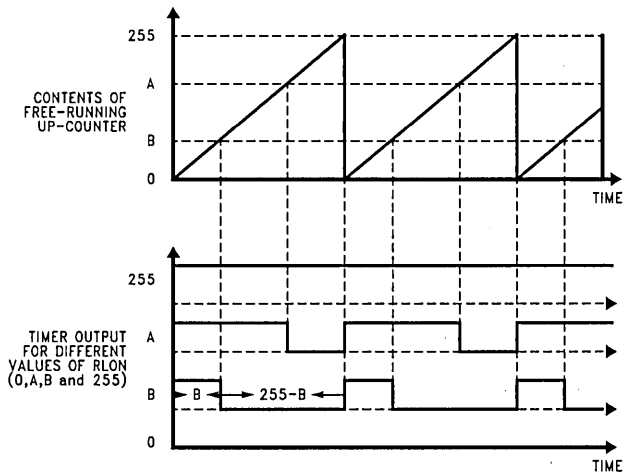 255
A
CONTENTS OF
FREE-RUNNING
UP-COUNTER
B
0
TIME
255
TIMER OUTPUT
FOR DIFFERENT
VALUES OF RLON
(0,A,B and 255)
A
B
B
255-B
0
TIME